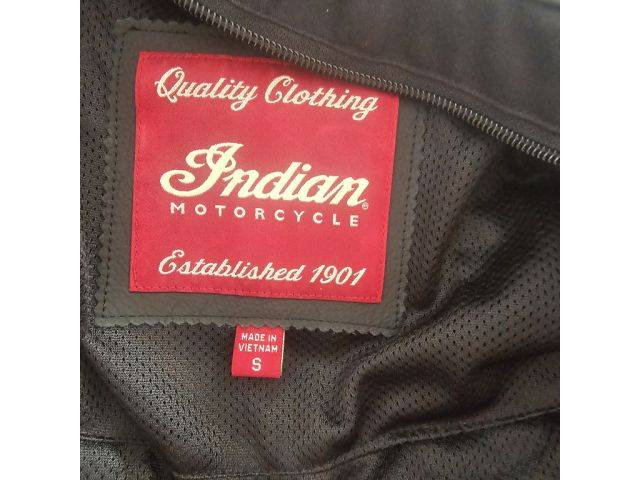 Quality Clothing
Indian®
MOTORCYCLE
Established 1901
MADE IN
VIETNAM
S